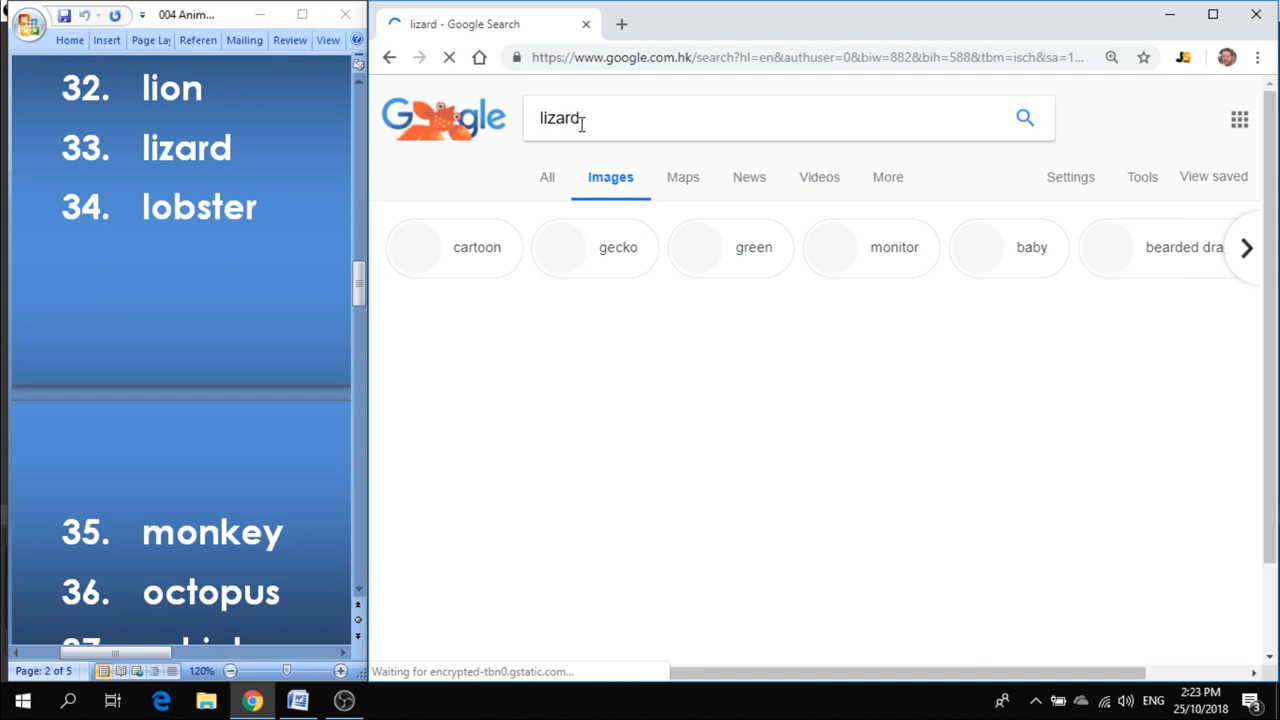 004 Anim...
Home Insert Page La Referen Mailing Review View
32. lion
33. lizard
34. lobster
35. monkey
36. octopus
37.
Page: 2 of 5
120%
lizard - Google Search
https://www.google.com.hk/search?hl=en&authuser=0&biw=882&bih=588&tbm=isch&sa=1...
JS
Google
lizard
All Images Maps News Videos More Settings Tools View saved
cartoon gecko green monitor baby bearded dra
Waiting for encrypted-tbn0.gstatic.com...
ENG
2:23 PM
25/10/2018
3